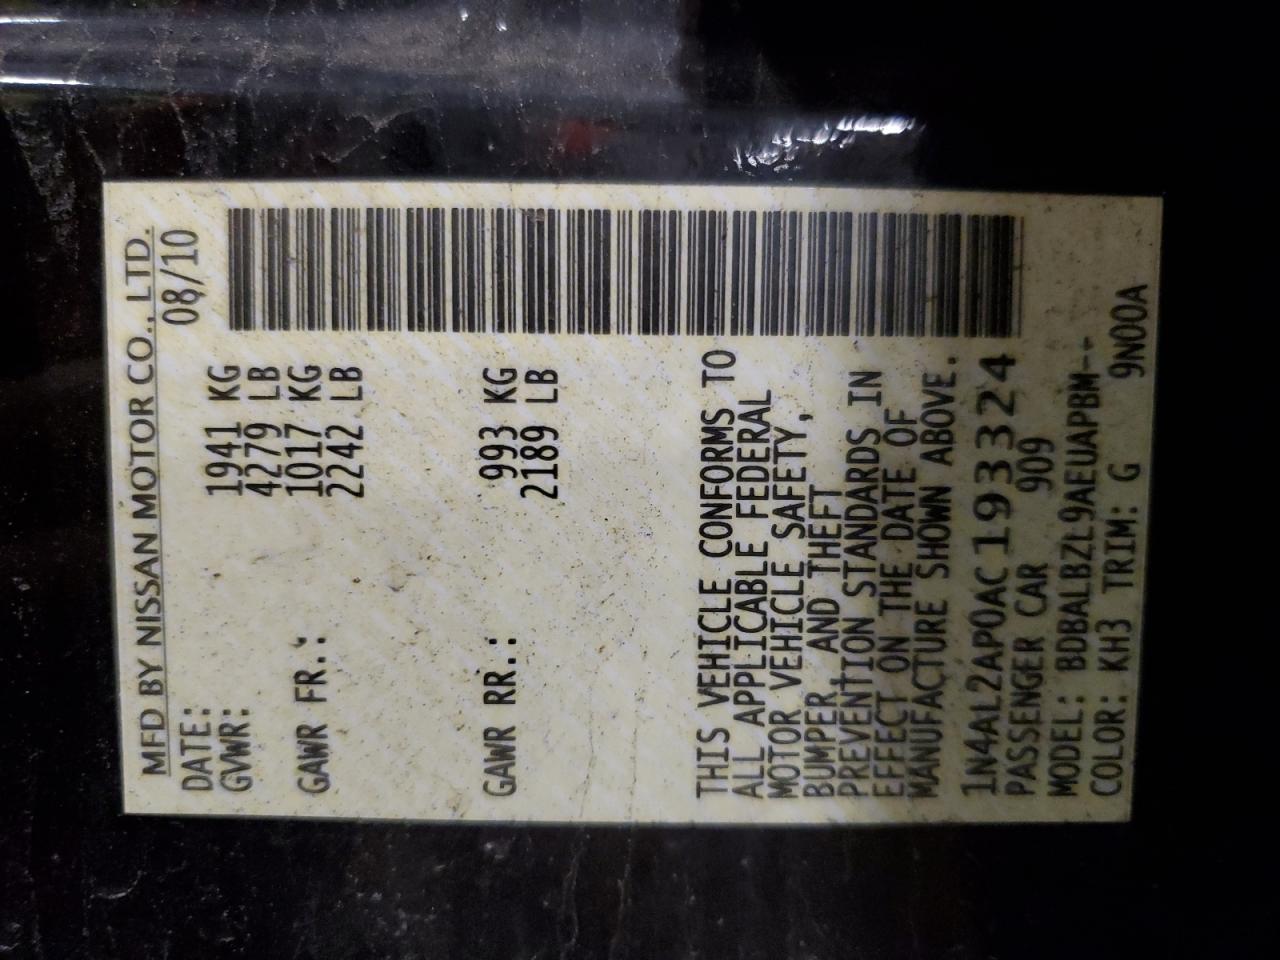 MFD BY NISSAN MOTOR CO., LTD.
DATE: 08/10
GVWR: 1941 KG
4279 LB
GAWR FR.: 1017 KG
2242 LB
GAWR RR.: 993 KG
2189 LB
THIS VEHICLE CONFORMS TO
ALL APPLICABLE FEDERAL
MOTOR VEHICLE SAFETY,
BUMPER, AND THEFT
PREVENTION STANDARDS IN
EFFECT ON THE DATE OF
MANUFACTURE SHOWN ABOVE.
1N4AL2AP0AC193324
PASSENGER CAR 909
MODEL: BDBALBZL9AEUAPBM--
COLOR: KH3 TRIM: G 9N00A